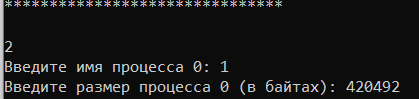 *******************************
2
Введите имя процесса 0: 1
Введите размер процесса 0 (в байтах): 420492